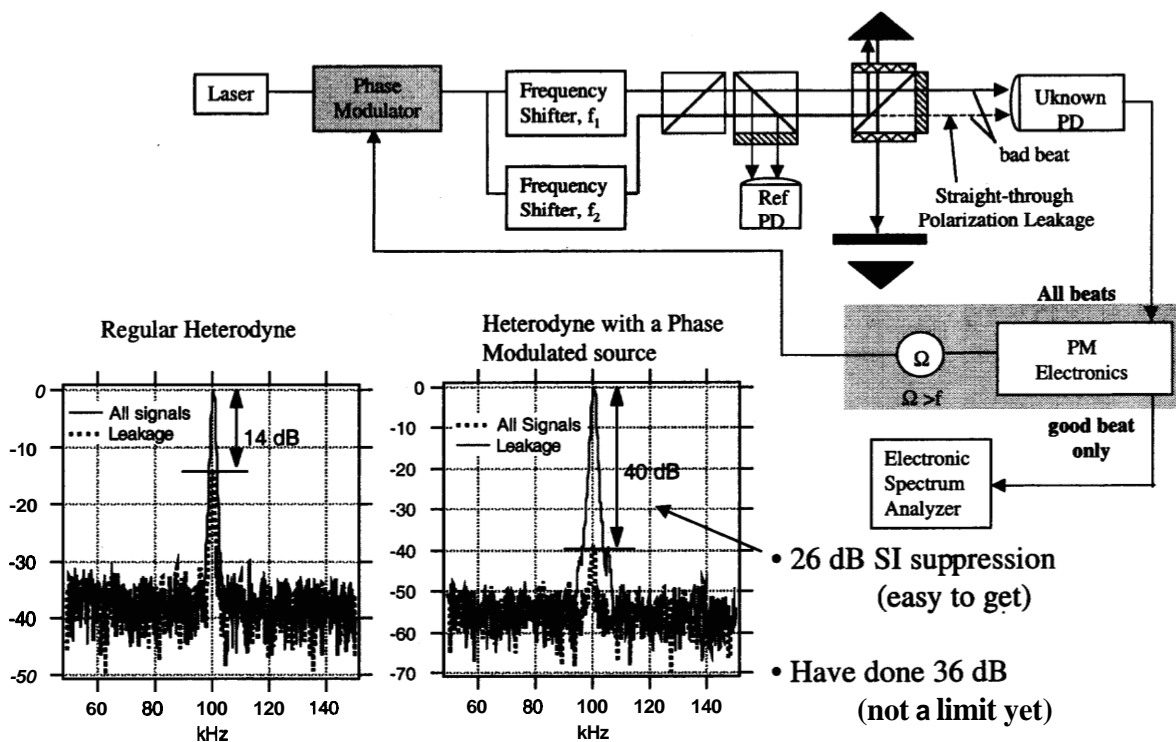 Laser
Phase
Modulator
Frequency
Shifter, f1
Frequency
Shifter, f2
Ref
PD
Uknown
PD
bad beat
Straight-through
Polarization Leakage
All beats
PM
Electronics
Ω
Ω >f
good beat
only
Electronic
Spectrum
Analyzer
Regular Heterodyne
0
-10
-20
-30
-40
-50
All signals
Leakage
14 dB
60 80 100 120 140
kHz
Heterodyne with a Phase
Modulated source
0
-10
-20
-30
-40
-50
-60
-70
All Signals
Leakage
40 dB
60 80 100 120 140
kHz
• 26 dB SI suppression
(easy to get)
• Have done 36 dB
(not a limit yet)